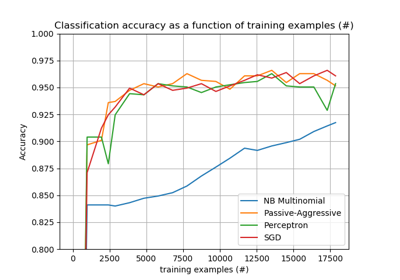 Classification accuracy as a function of training examples (#)
1.000
0.975
0.950
0.925
0.900
0.875
0.850
0.825
0.800
Accuracy
NB Multinomial
Passive-Aggressive
Perceptron
SGD
0 2500 5000 7500 10000 12500 15000 17500
training examples (#)